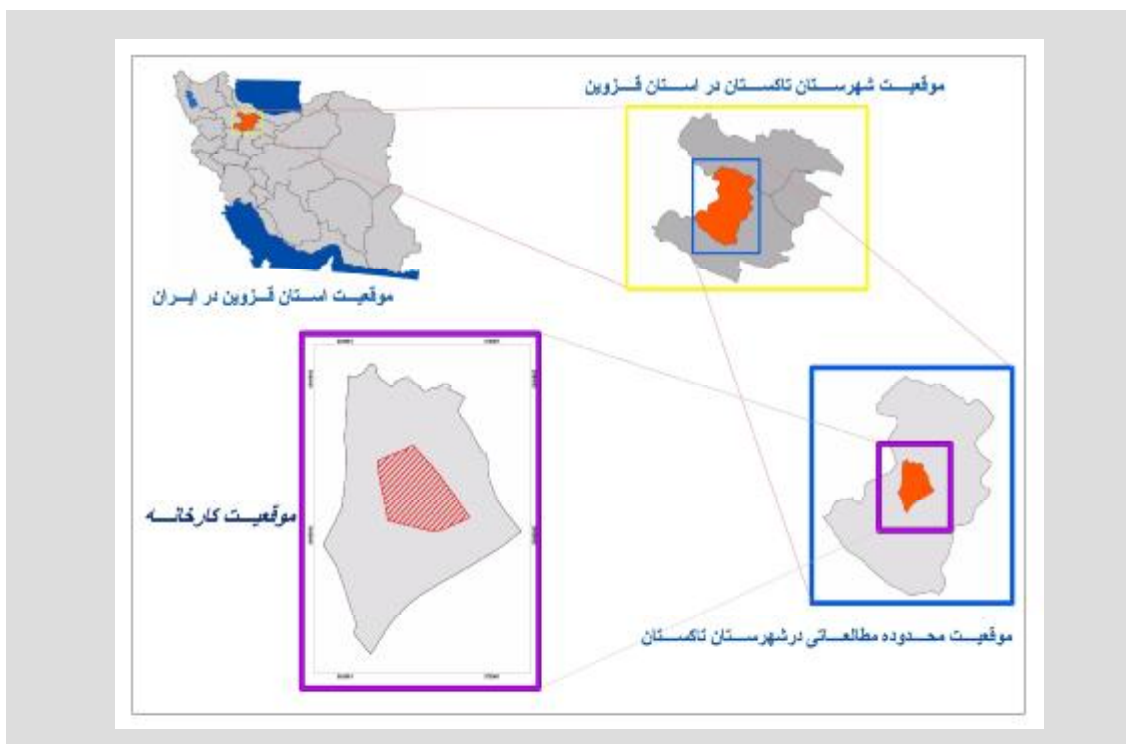 موقعیت شهرستان تاکستان در استان قزوین
موقعیت استان قزوین در ایران
موقعیت کارخانه
موقعیت محدوده مطالعاتی درشهرستان تاکستان